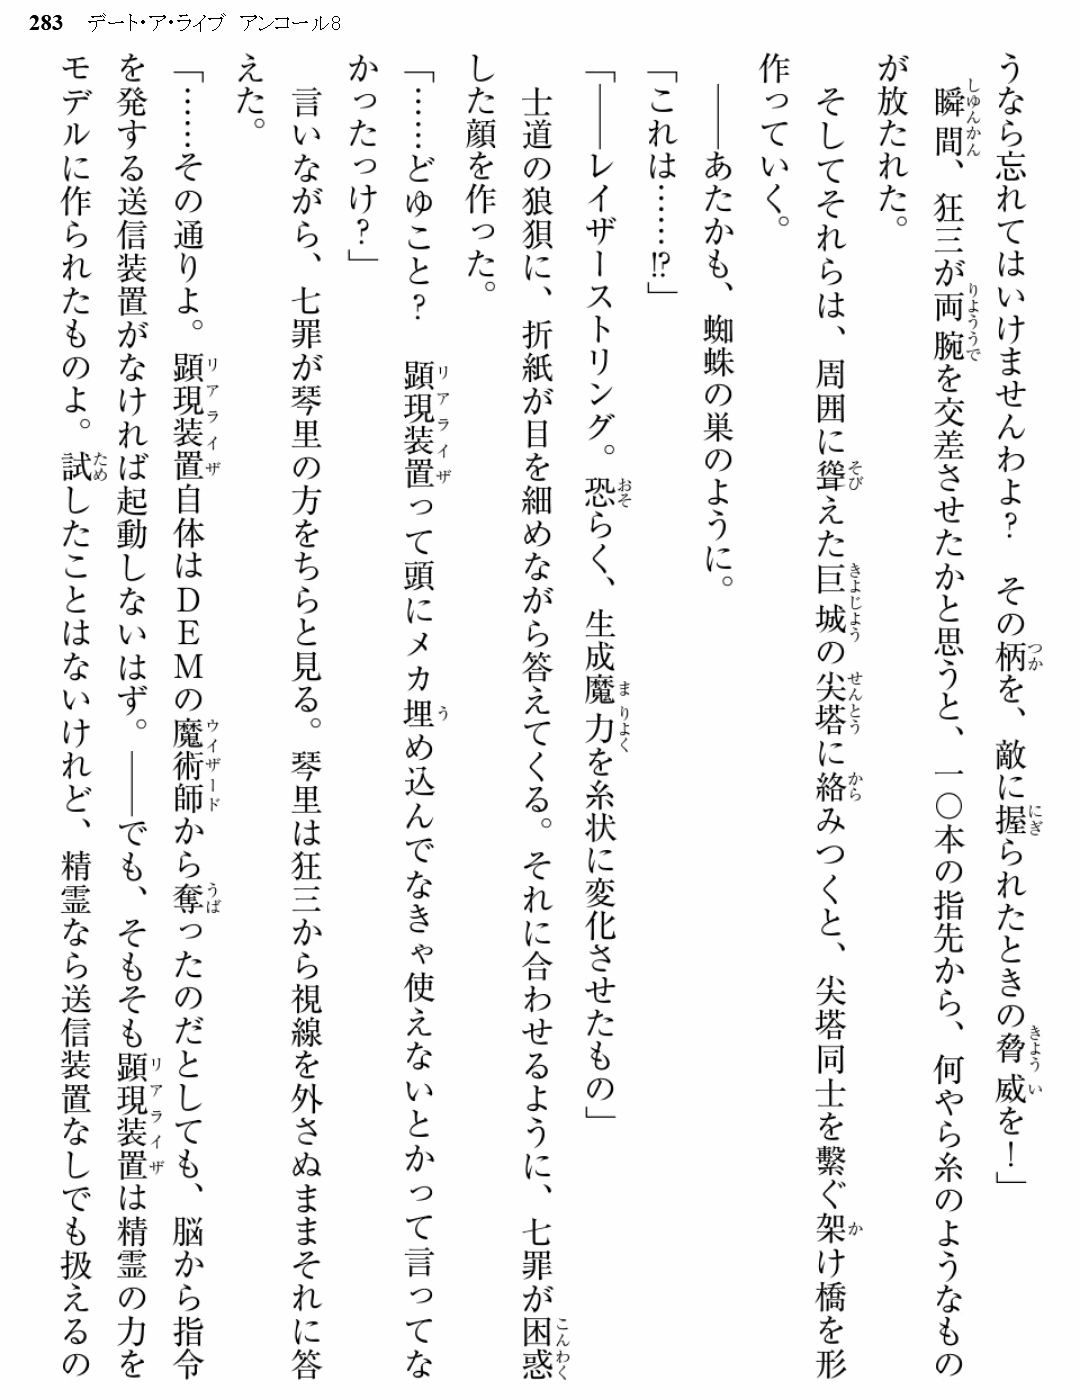 283 デート・ア・ライブ アンコール8
うなら忘れてはいけませんわよ？　その柄を、敵に握られたときの脅威を！」
　瞬間、狂三が両腕を交差させたかと思うと、一〇本の指先から、何やら糸のようなもの
が放たれた。
　そしてそれらは、周囲に聳えた巨城の尖塔に絡みつくと、尖塔同士を繋ぐ架け橋を形
作っていく。
　――あたかも、蜘蛛の巣のように。
「これは……!?」
「――レイザーストリング。恐らく、生成魔力を糸状に変化させたもの」
　士道の狼狽に、折紙が目を細めながら答えてくる。それに合わせるように、七罪が困惑
した顔を作った。
「……どゆこと？　顕現装置って頭にメカ埋め込んでなきゃ使えないとかって言ってな
かったっけ？」
　言いながら、七罪が琴里の方をちらと見る。琴里は狂三から視線を外さぬままそれに答
えた。
「……その通りよ。顕現装置自体はＤＥＭの魔術師から奪ったのだとしても、脳から指令
を発する送信装置がなければ起動しないはず。――でも、そもそも顕現装置は精霊の力を
モデルに作られたものよ。試したことはないけれど、精霊なら送信装置なしでも扱えるの